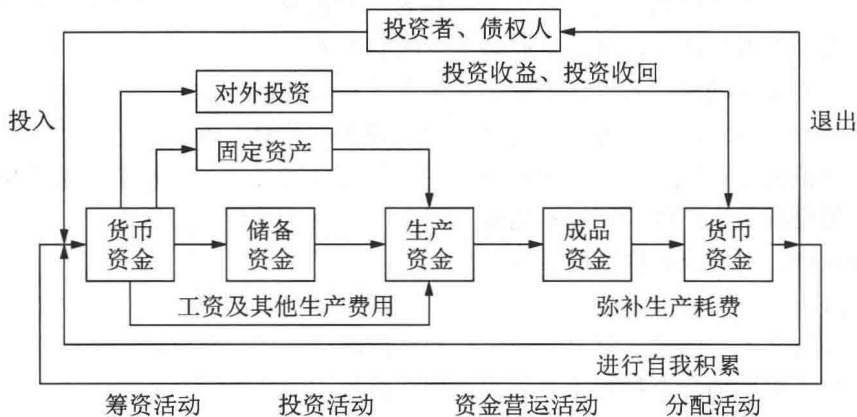 投资者、债权人
投资收益、投资收回
对外投资
投入
退出
固定资产
货币
资金
储备
资金
生产
资金
成品
资金
货币
资金
工资及其他生产费用
弥补生产耗费
进行自我积累
筹资活动
投资活动
资金营运活动
分配活动